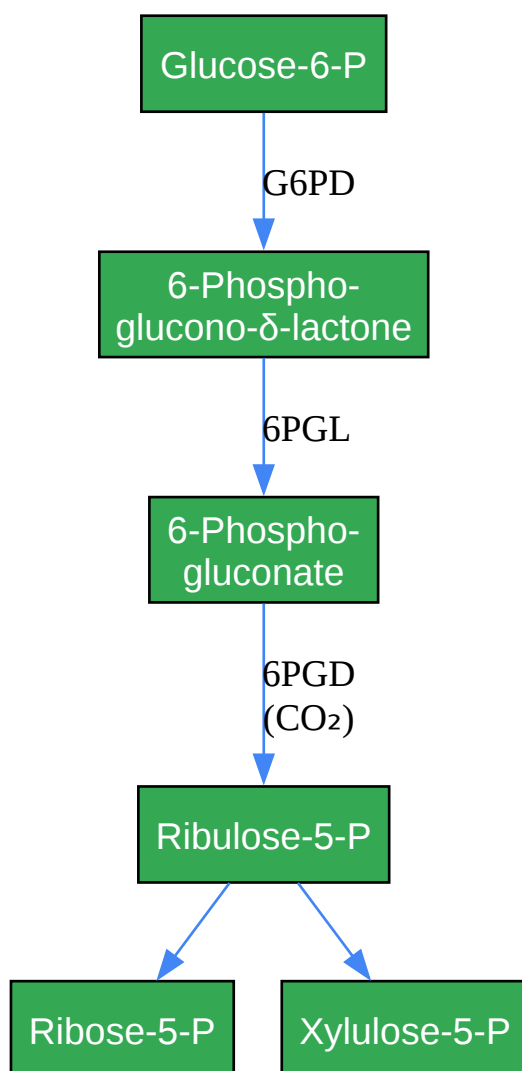 Glucose-6-P
G6PD
6-Phospho-
glucono-δ-lactone
6PGL
6-Phospho-
gluconate
6PGD
(CO₂)
Ribulose-5-P
Ribose-5-P
Xylulose-5-P